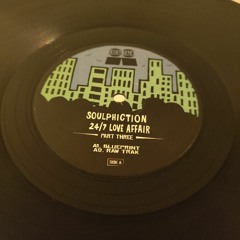 SOULPHICTION
24/7 LOVE AFFAIR
PART THREE
A1. BLUEPRINT
A2. RAW TRAK
SIDE A